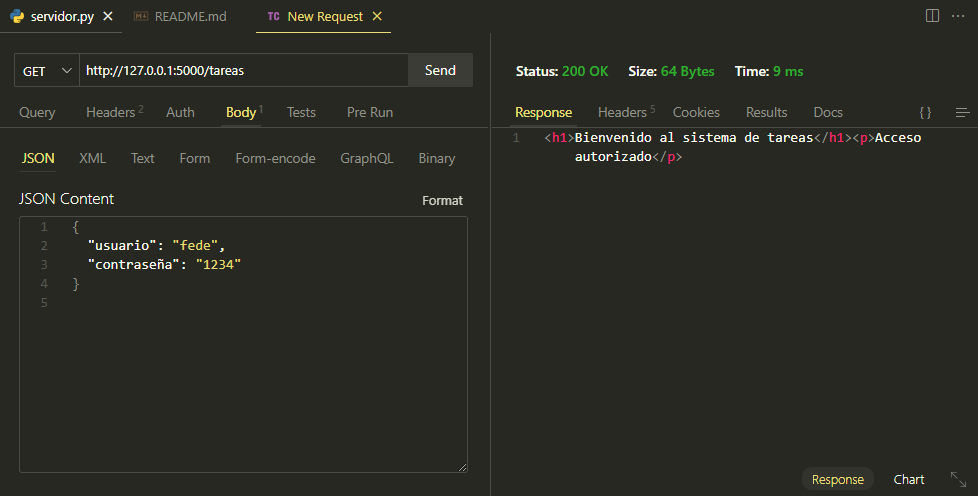 servidor.py README.md TC New Request
GET http://127.0.0.1:5000/tareas Send
Query Headers 2 Auth Body 1 Tests Pre Run
JSON XML Text Form Form-encode GraphQL Binary
JSON Content Format
1 {
2 "usuario": "fede",
3 "contraseña": "1234"
4 }
5
Status: 200 OK Size: 64 Bytes Time: 9 ms
Response Headers 5 Cookies Results Docs { }
1 <h1>Bienvenido al sistema de tareas</h1><p>Acceso
autorizado</p>
Response Chart